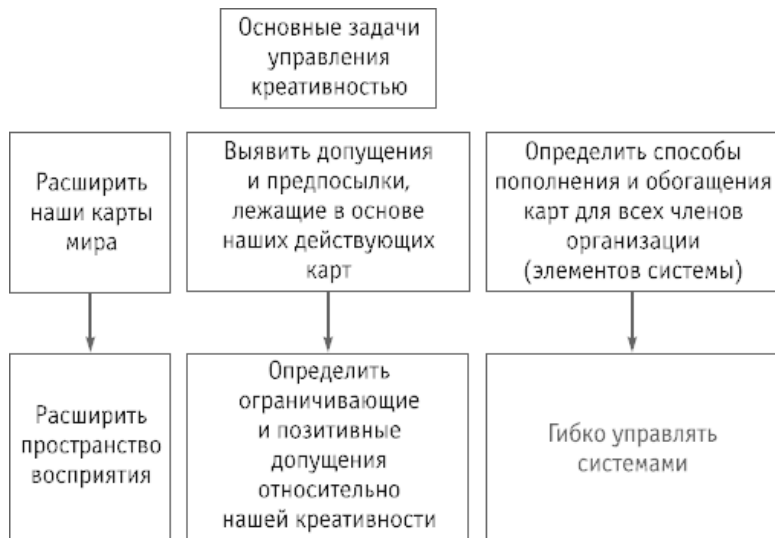 Основные задачи
управления
креативностью
Расширить
наши карты
мира
Выявить допущения
и предпосылки,
лежащие в основе
наших действующих
карт
Определить способы
пополнения и обогащения
карт для всех членов
организации
(элементов системы)
Расширить
пространство
восприятия
Определить
ограничивающие
и позитивные
допущения
относительно
нашей креативности
Гибко управлять
системами